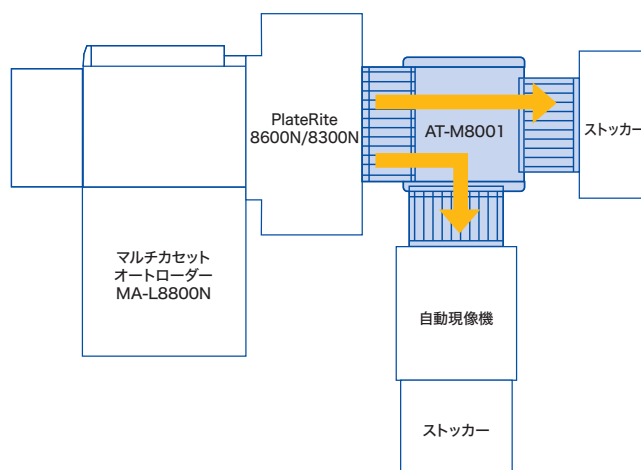 PlateRite
8600N/8300N
AT-M8001
ストッカー
マルチカセット
オートローダー
MA-L8800N
自動現像機
ストッカー